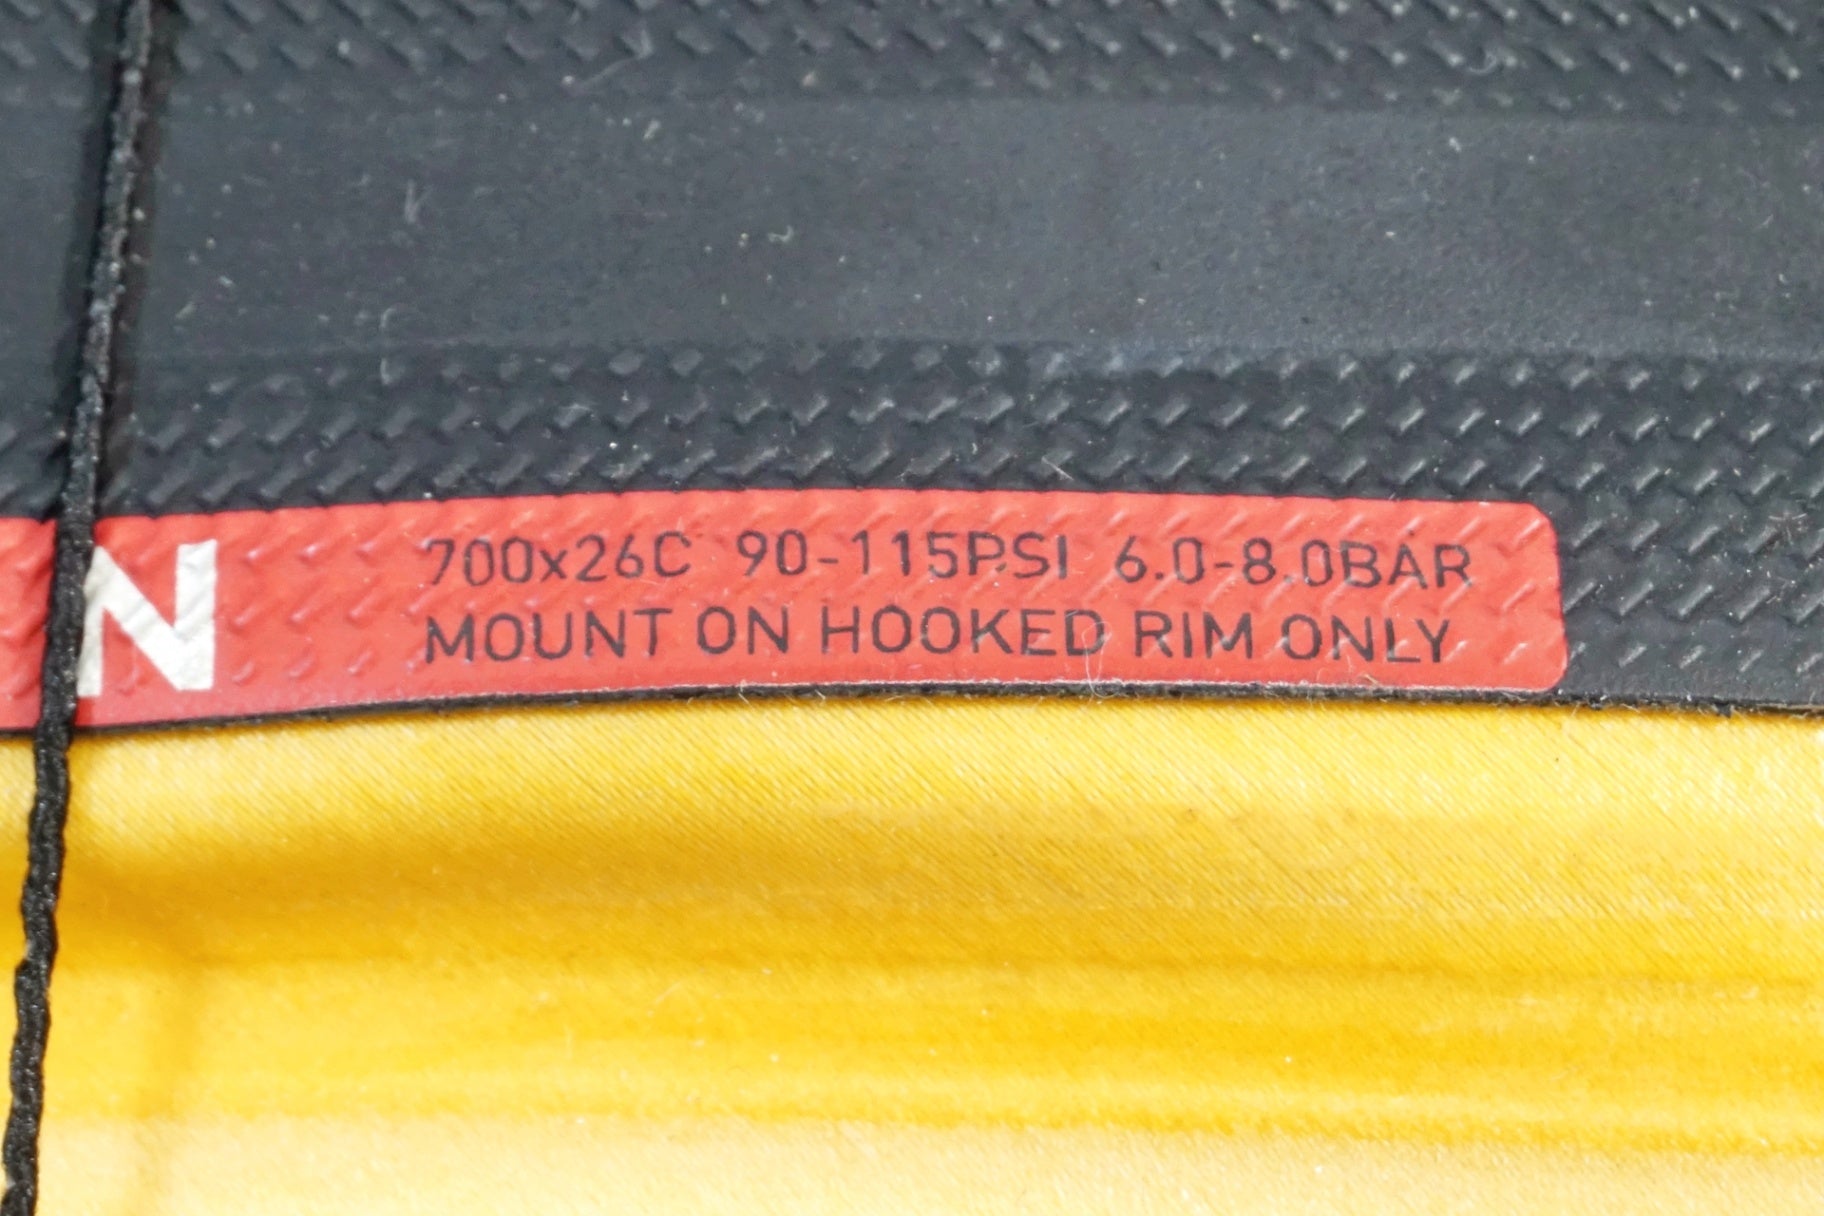 N
700x26C 90-115PSI 6.0-8.0BAR
MOUNT ON HOOKED RIM ONLY